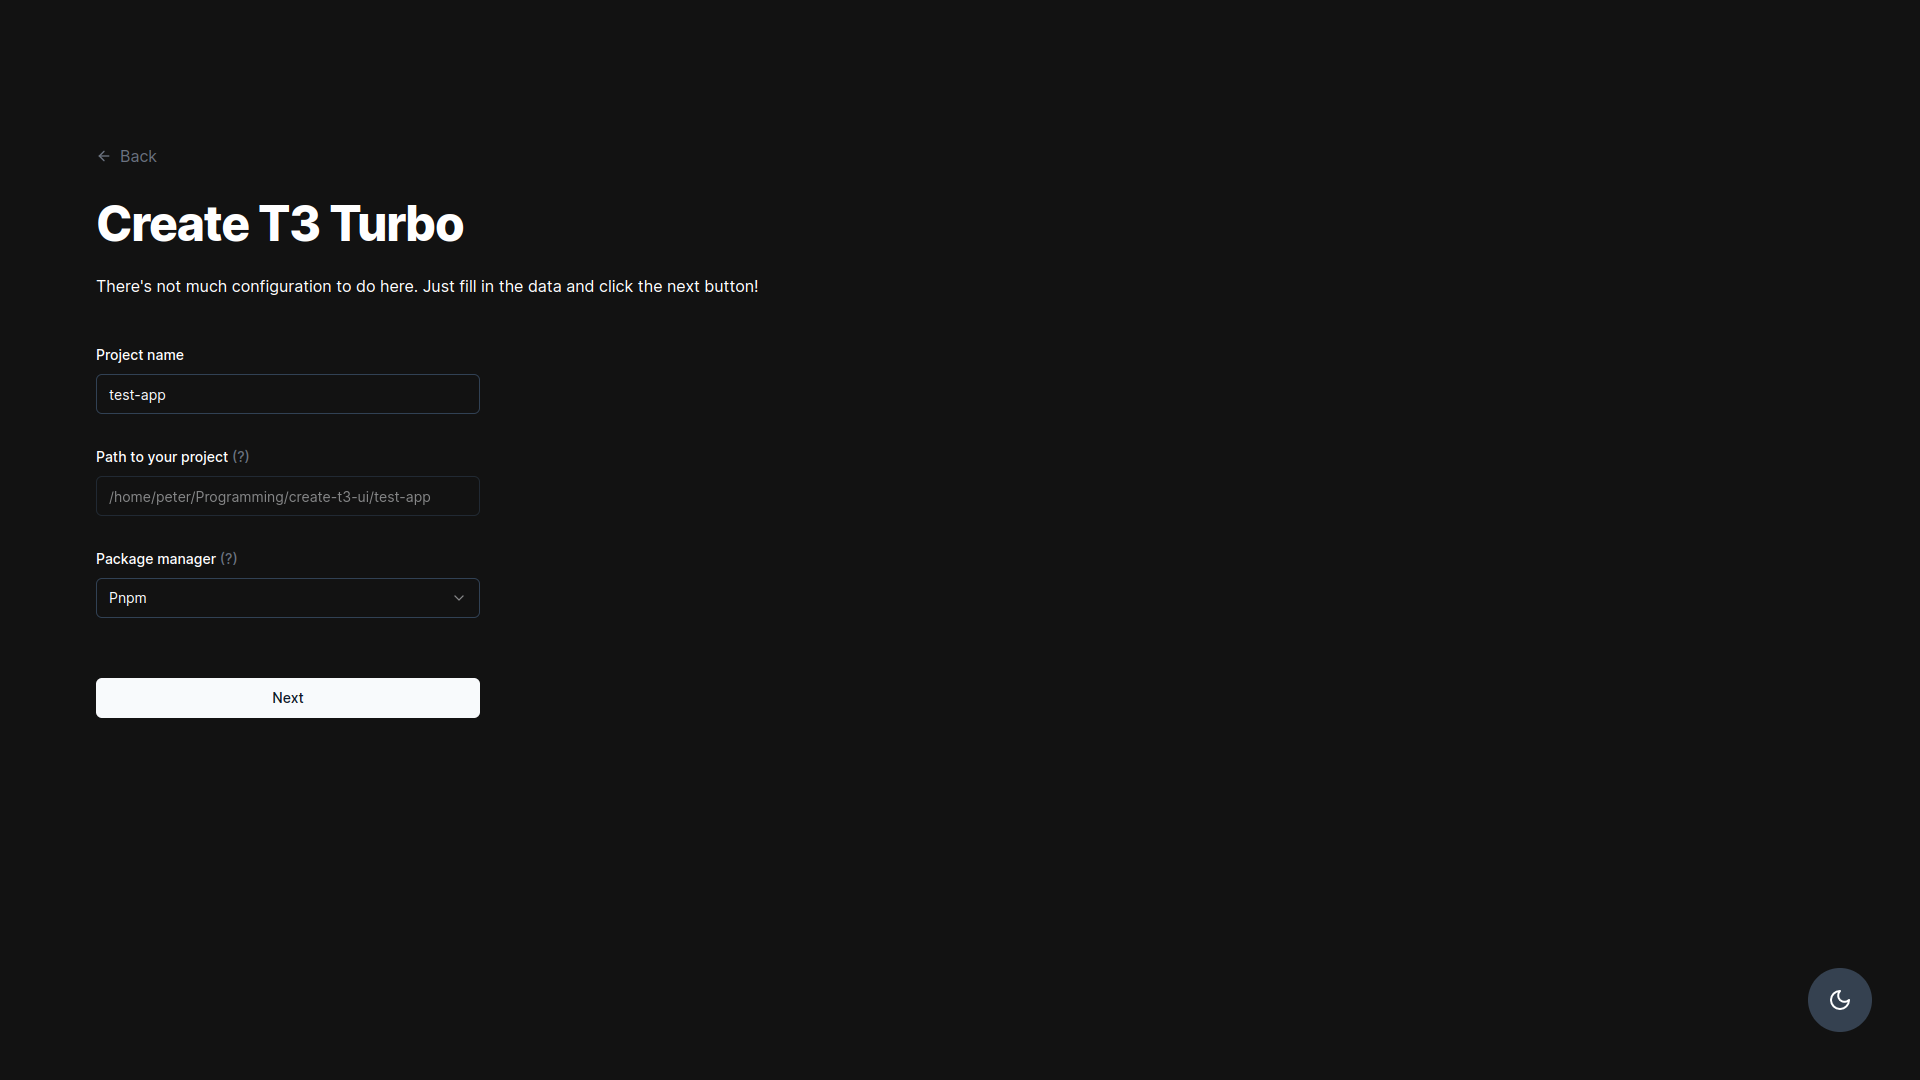 Back
Create T3 Turbo
There's not much configuration to do here. Just fill in the data and click the next button!
Project name
test-app
Path to your project (?)
/home/peter/Programming/create-t3-ui/test-app
Package manager (?)
Pnpm
Next